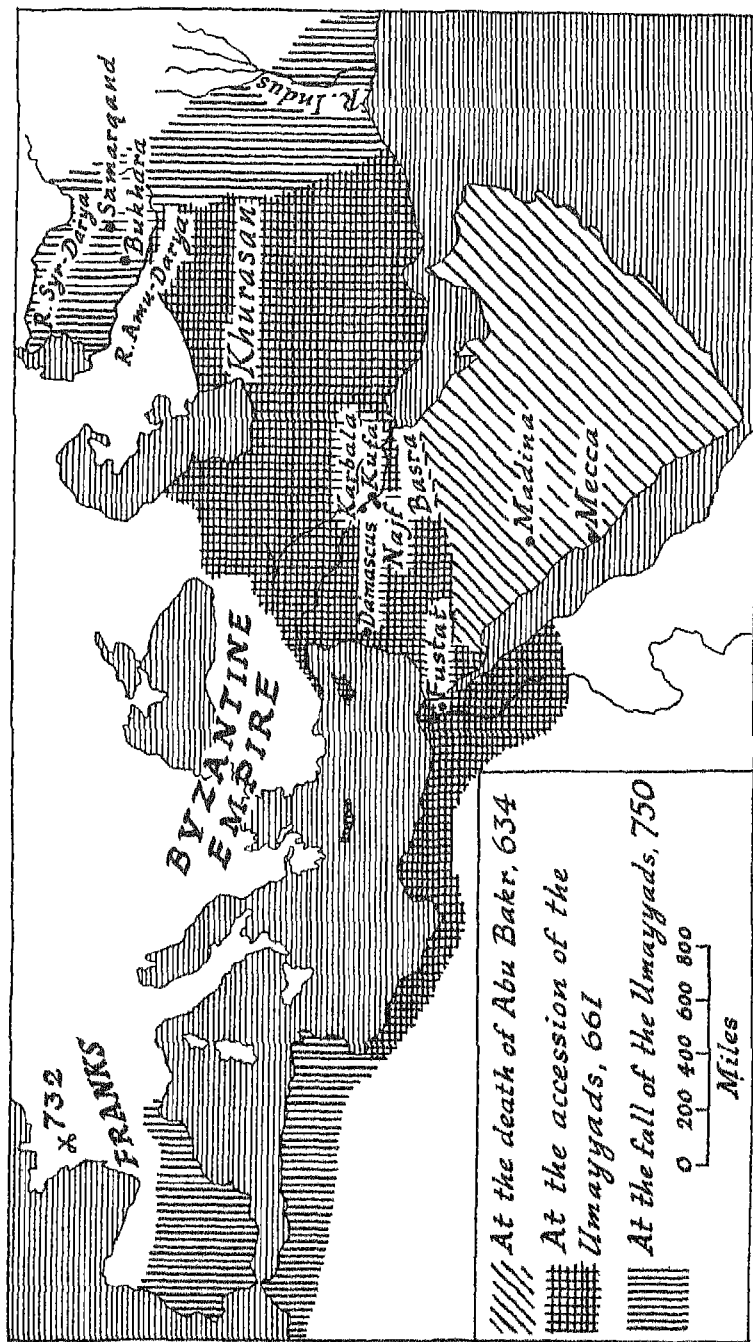 x732
FRANKS
BYZANTINE
EMPIRE
R. Syr-Darya
Samarqand
Bukhara
R. Amu-Darya
R. Indus
Khurasan
Karbala
Kufa
Damascus
Najf
Basra
Fustat
Madina
Mecca
At the death of Abu Bakr, 634
At the accession of the
Umayyads, 661
At the fall of the Umayyads, 750
0 200 400 600 800
Miles